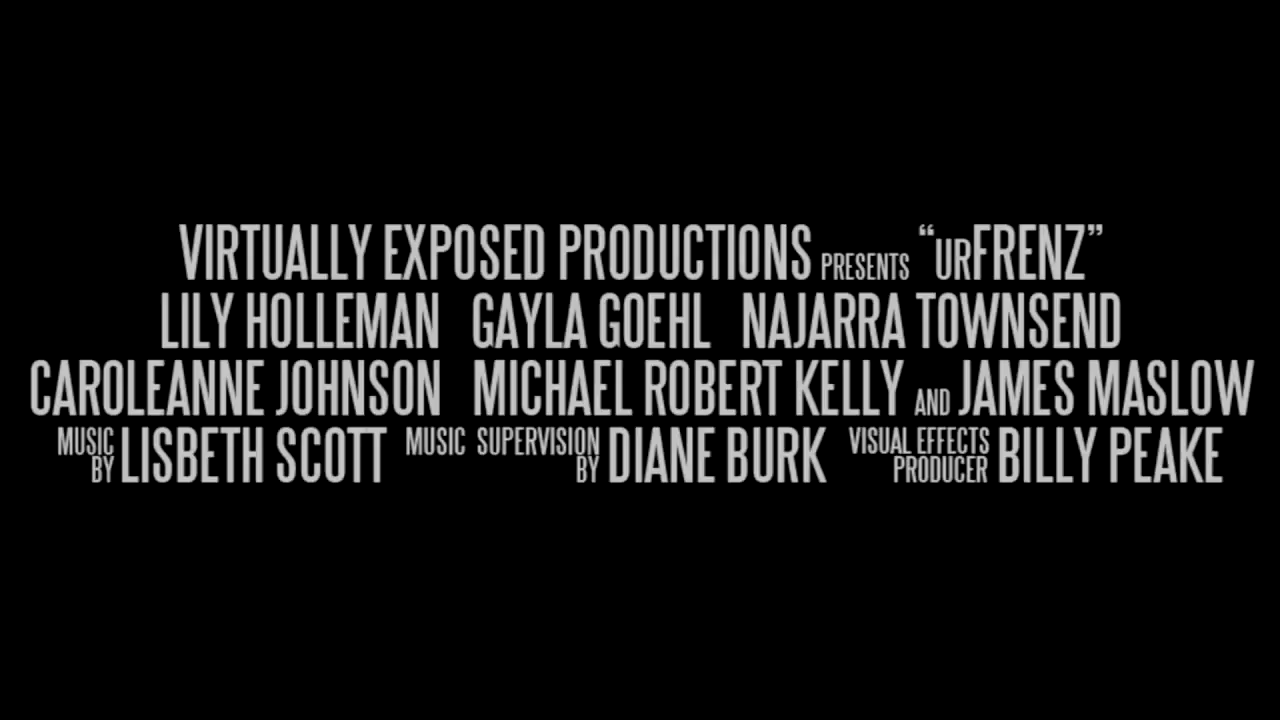 VIRTUALLY EXPOSED PRODUCTIONS PRESENTS “URFRENZ”
LILY HOLLEMAN GAYLA GOEHL NAJARRA TOWNSEND
CAROLEANNE JOHNSON MICHAEL ROBERT KELLY AND JAMES MASLOW
MUSIC BY LISBETH SCOTT MUSIC SUPERVISION BY DIANE BURK VISUAL EFFECTS PRODUCER BILLY PEAKE